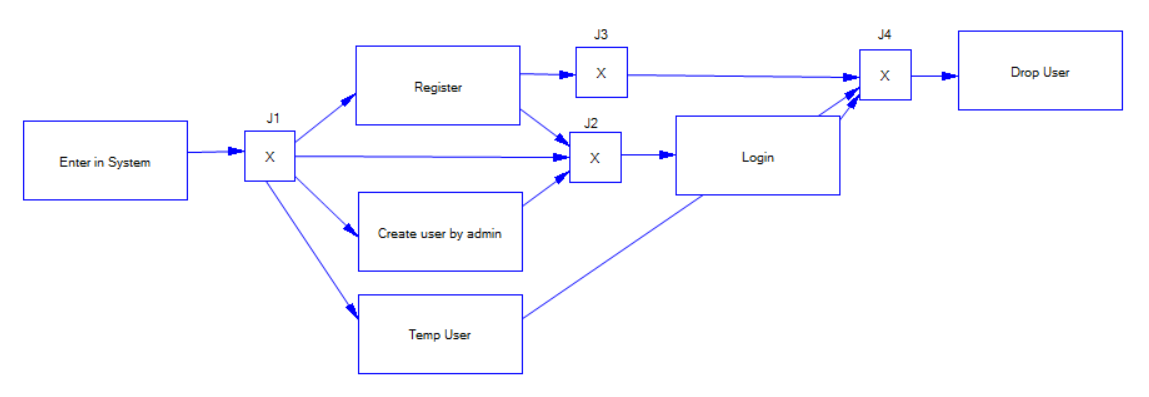 J3
J4
Register
X
X
Drop User
J1
J2
Enter in System
X
X
Login
Create user by admin
Temp User